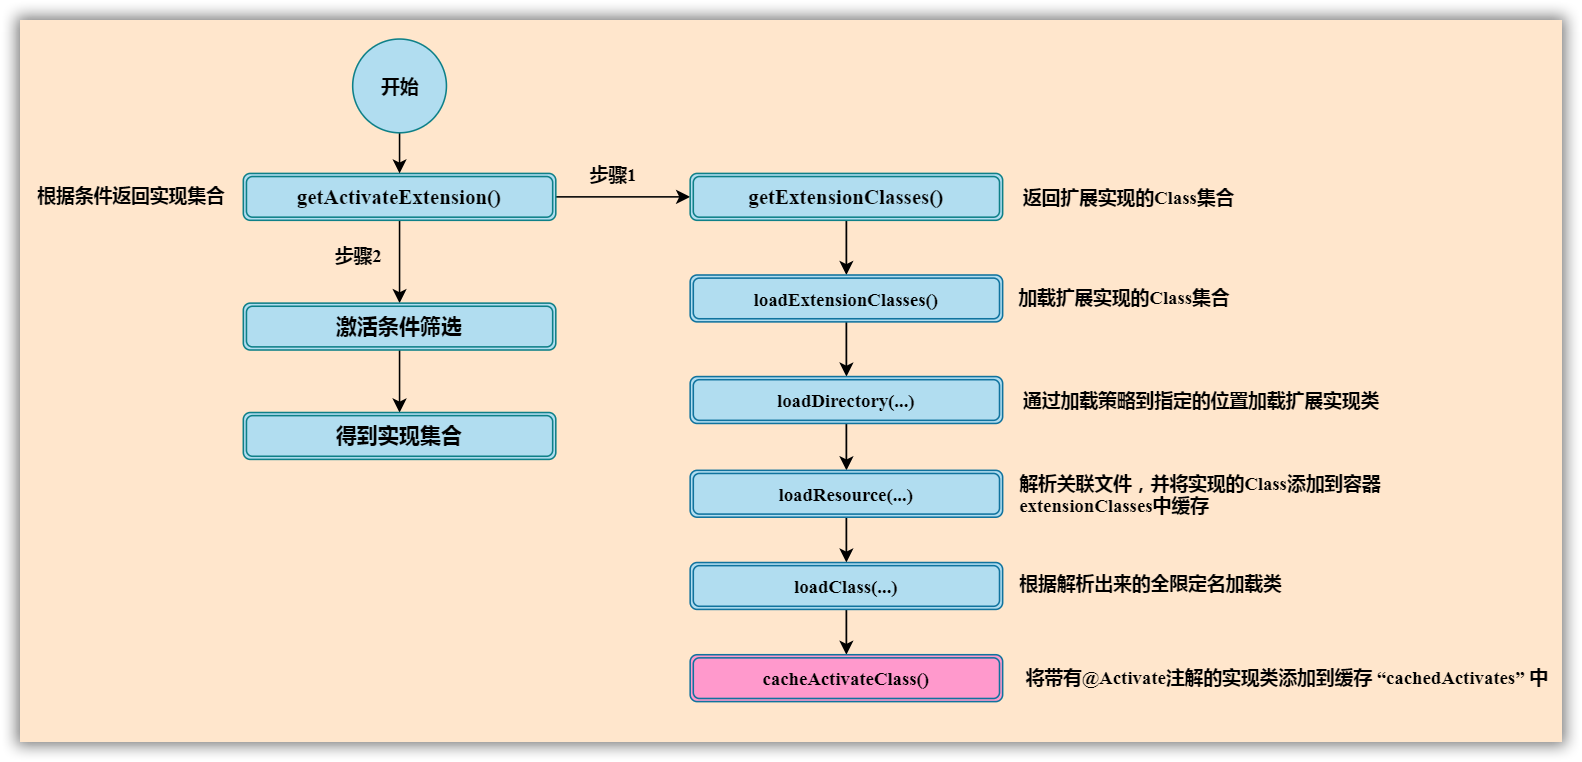 开始
根据条件返回实现集合
getActivateExtension()
步骤1
getExtensionClasses()
返回扩展实现的Class集合
步骤2
loadExtensionClasses()
加载扩展实现的Class集合
激活条件筛选
loadDirectory(...)
通过加载策略到指定的位置加载扩展实现类
得到实现集合
loadResource(...)
解析关联文件，并将实现的Class添加到容器
extensionClasses中缓存
loadClass(...)
根据解析出来的全限定名加载类
cacheActivateClass()
将带有@Activate注解的实现类添加到缓存 “cachedActivates” 中